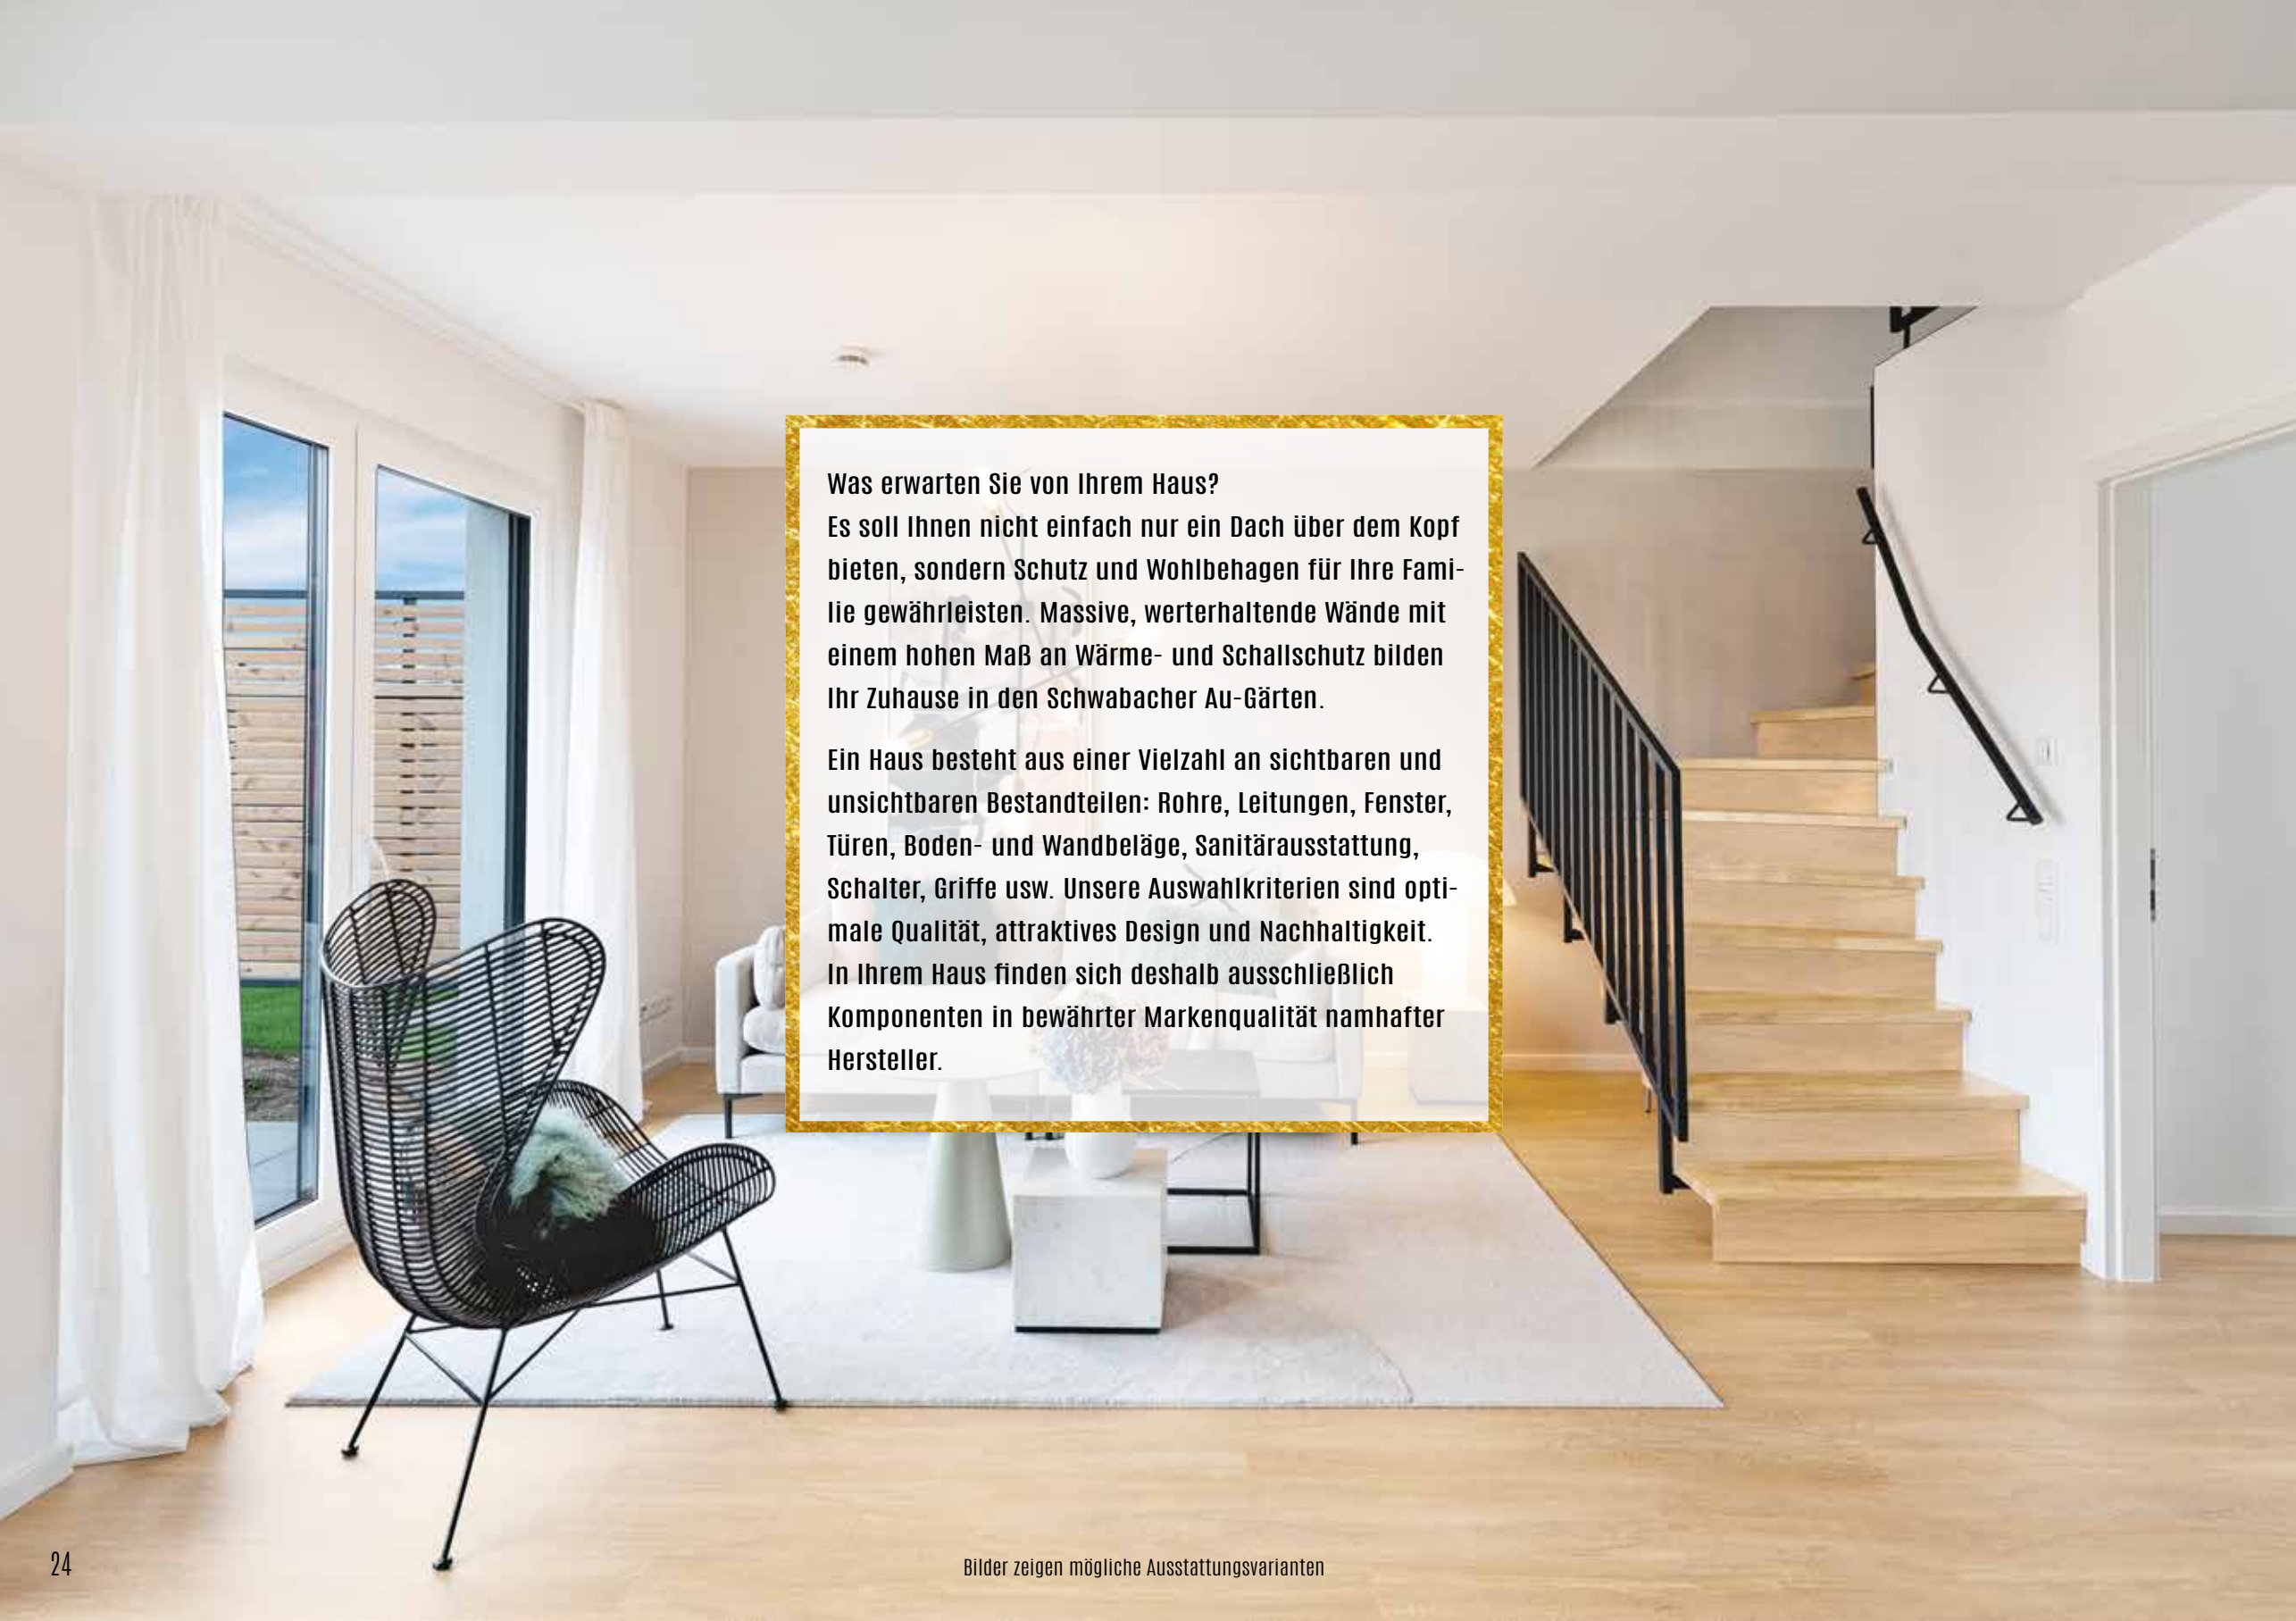 Was erwarten Sie von Ihrem Haus?
Es soll Ihnen nicht einfach nur ein Dach über dem Kopf
bieten, sondern Schutz und Wohlbehagen für Ihre Fami-
lie gewährleisten. Massive, werterhaltende Wände mit
einem hohen Maß an Wärme- und Schallschutz bilden
Ihr Zuhause in den Schwabacher Au-Gärten.
Ein Haus besteht aus einer Vielzahl an sichtbaren und
unsichtbaren Bestandteilen: Rohre, Leitungen, Fenster,
Türen, Boden- und Wandbeläge, Sanitärausstattung,
Schalter, Griffe usw. Unsere Auswahlkriterien sind opti-
male Qualität, attraktives Design und Nachhaltigkeit.
In Ihrem Haus finden sich deshalb ausschließlich
Komponenten in bewährter Markenqualität namhafter
Hersteller.
24
Bilder zeigen mögliche Ausstattungsvarianten